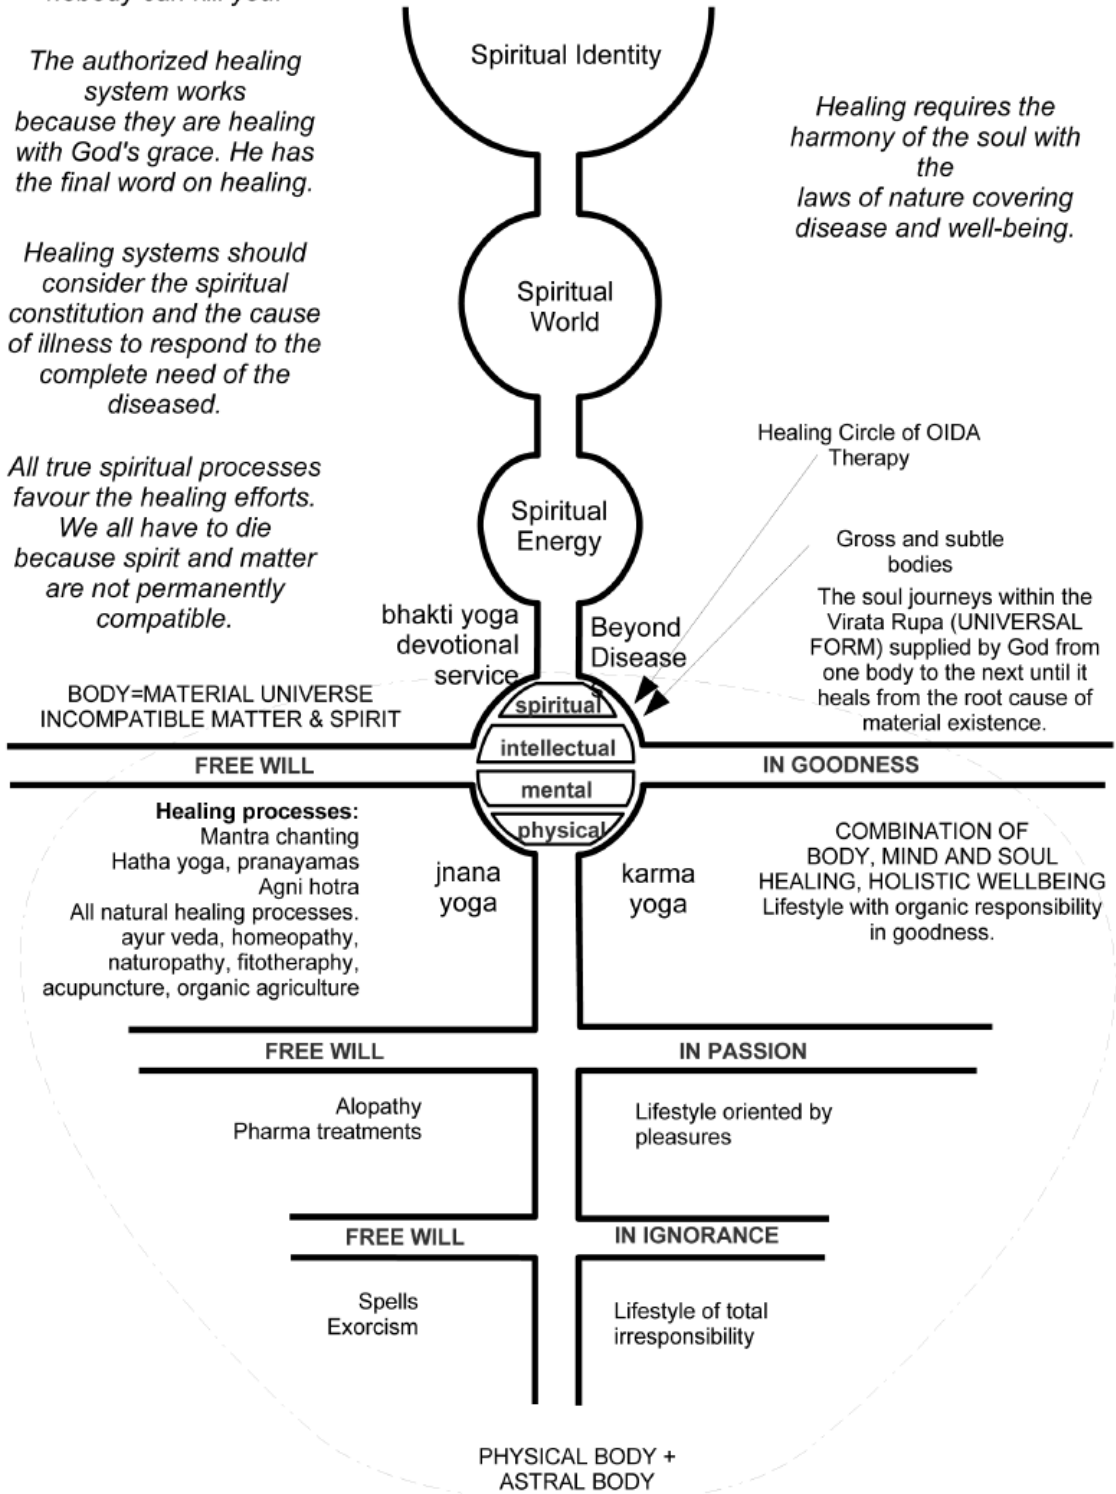 nobody can kill you.
The authorized healing
system works
because they are healing
with God's grace. He has
the final word on healing.
Healing systems should
consider the spiritual
constitution and the cause
of illness to respond to the
complete need of the
diseased.
All true spiritual processes
favour the healing efforts.
We all have to die
because spirit and matter
are not permanently
compatible.
Spiritual Identity
Healing requires the
harmony of the soul with
the
laws of nature covering
disease and well-being.
Spiritual
World
Spiritual
Energy
Healing Circle of OIDA
Therapy
Gross and subtle
bodies
The soul journeys within the
Virata Rupa (UNIVERSAL
FORM) supplied by God from
one body to the next until it
heals from the root cause of
material existence.
bhakti yoga
devotional
service
Beyond
Disease
s
BODY=MATERIAL UNIVERSE
INCOMPATIBLE MATTER & SPIRIT
spiritual
intellectual
mental
physical
FREE WILL
IN GOODNESS
Healing processes:
Mantra chanting
Hatha yoga, pranayamas
Agni hotra
All natural healing processes.
ayur veda, homeopathy,
naturopathy, fitotheraphy,
acupuncture, organic agriculture
jnana
yoga
karma
yoga
COMBINATION OF
BODY, MIND AND SOUL
HEALING, HOLISTIC WELLBEING
Lifestyle with organic responsibility
in goodness.
FREE WILL
IN PASSION
Alopathy
Pharma treatments
Lifestyle oriented by
pleasures
FREE WILL
IN IGNORANCE
Spells
Exorcism
Lifestyle of total
irresponsibility
PHYSICAL BODY +
ASTRAL BODY